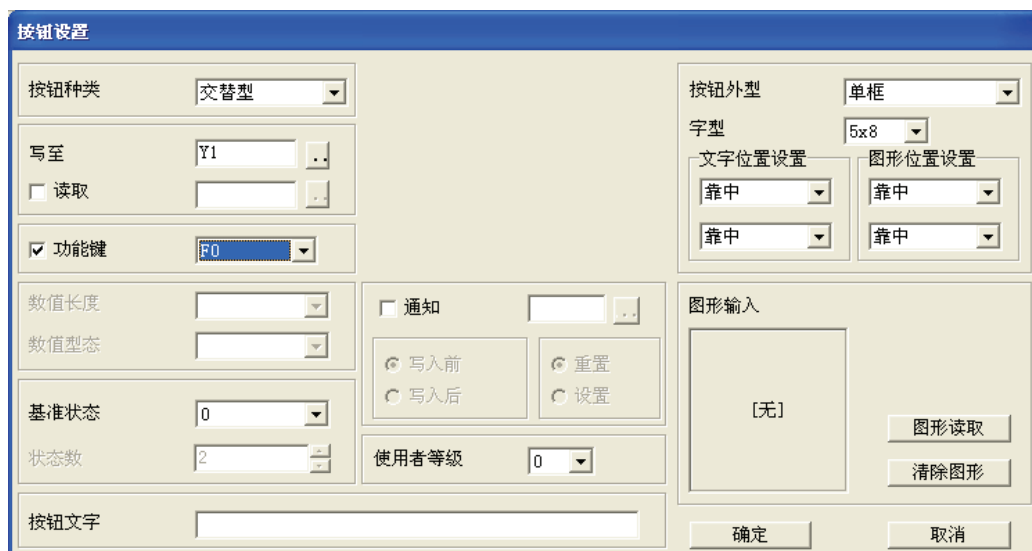 按钮设置
按钮种类 交替型
写至 Y1 ..
读取 ..
功能键 F0
数值长度
数值型态
基准状态 0
状态数 2
按钮文字
通知 ..
写入前 重置
写入后 设置
使用者等级 0
按钮外型 单框
字型 5x8
文字位置设置 图形位置设置
靠中 靠中
靠中 靠中
图形输入
[无]
图形读取
清除图形
确定 取消